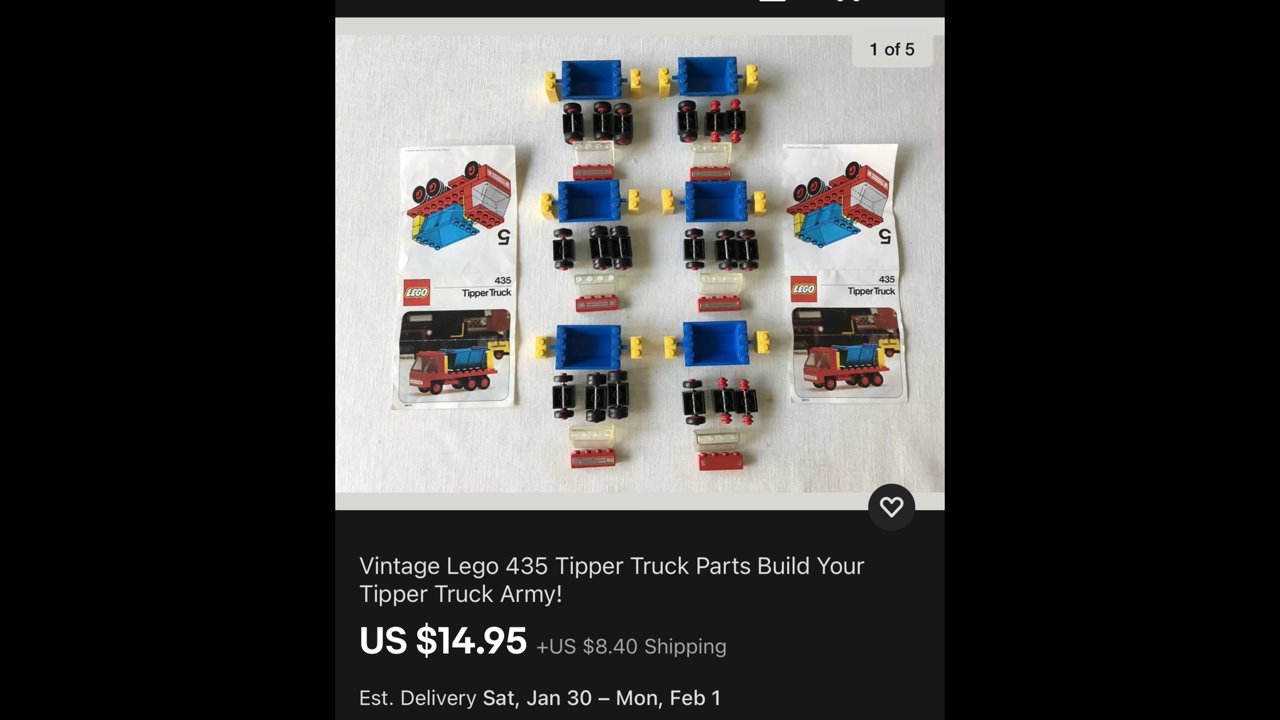 1 of 5
5
435
LEGO
Tipper Truck
5
435
LEGO
Tipper Truck
Vintage Lego 435 Tipper Truck Parts Build Your
Tipper Truck Army!
US $14.95 +US $8.40 Shipping
Est. Delivery Sat, Jan 30 – Mon, Feb 1